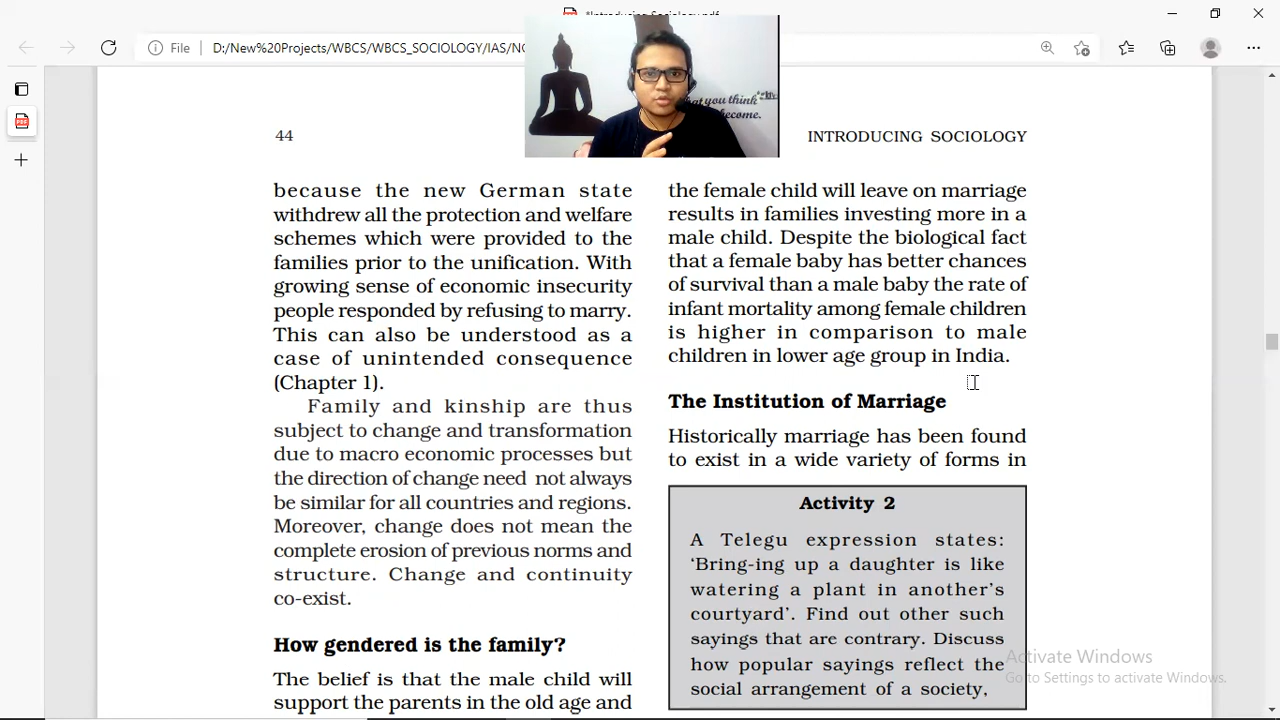 *Introducing Sociology.pdf
File
D:/New%20Projects/WBCS/WBCS_SOCIOLOGY/IAS/NC
you think
become.
44
INTRODUCING SOCIOLOGY
because the new German state
withdrew all the protection and welfare
schemes which were provided to the
families prior to the unification. With
growing sense of economic insecurity
people responded by refusing to marry.
This can also be understood as a
case of unintended consequence
(Chapter 1).
Family and kinship are thus
subject to change and transformation
due to macro economic processes but
the direction of change need not always
be similar for all countries and regions.
Moreover, change does not mean the
complete erosion of previous norms and
structure. Change and continuity
co-exist.
How gendered is the family?
The belief is that the male child will
support the parents in the old age and
the female child will leave on marriage
results in families investing more in a
male child. Despite the biological fact
that a female baby has better chances
of survival than a male baby the rate of
infant mortality among female children
is higher in comparison to male
children in lower age group in India.
The Institution of Marriage
Historically marriage has been found
to exist in a wide variety of forms in
Activity 2
A Telegu expression states:
‘Bring-ing up a daughter is like
watering a plant in another’s
courtyard’. Find out other such
sayings that are contrary. Discuss
how popular sayings reflect the
social arrangement of a society,
Activate Windows
Go to Settings to activate Windows.